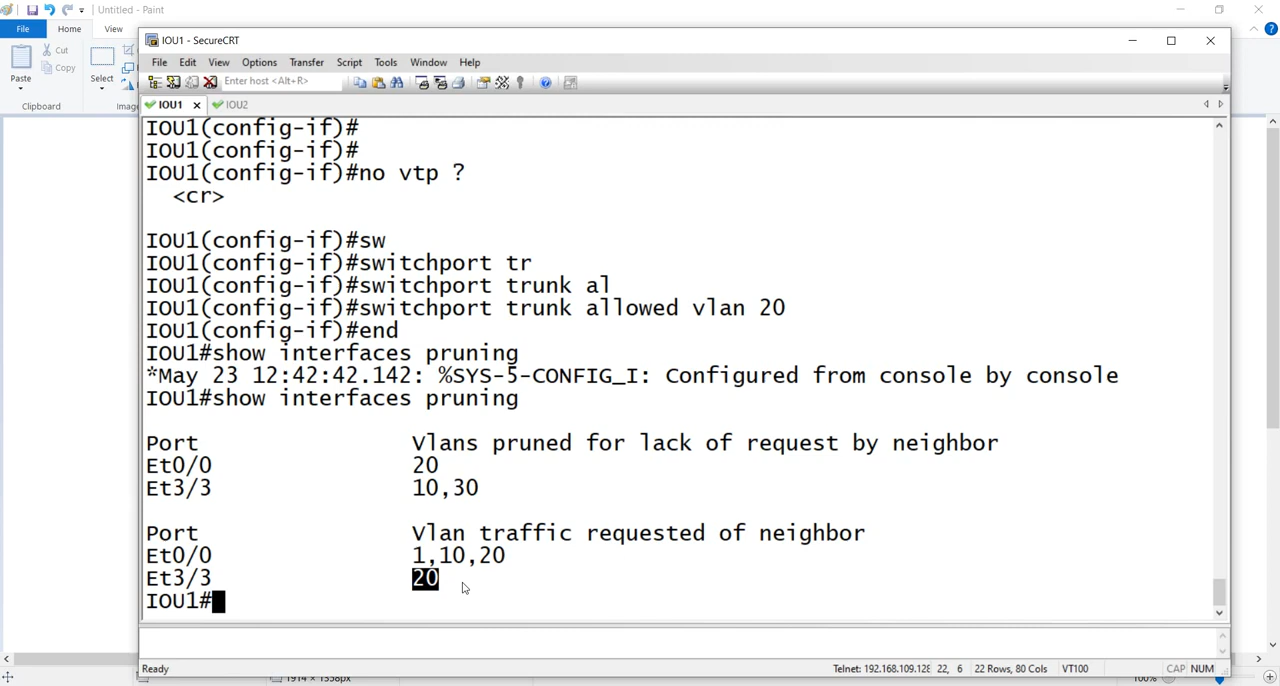 Untitled - Paint
File Home View
Paste
Cut
Copy
Select
Clipboard
Imag
IOU1 - SecureCRT
File Edit View Options Transfer Script Tools Window Help
Enter host <Alt+R>
IOU1 IOU2
IOU1(config-if)#
IOU1(config-if)#
IOU1(config-if)#no vtp ?
<cr>
IOU1(config-if)#sw
IOU1(config-if)#switchport tr
IOU1(config-if)#switchport trunk al
IOU1(config-if)#switchport trunk allowed vlan 20
IOU1(config-if)#end
IOU1#show interfaces pruning
*May 23 12:42:42.142: %SYS-5-CONFIG_I: Configured from console by console
IOU1#show interfaces pruning
Port Vlans pruned for lack of request by neighbor
Et0/0 20
Et3/3 10,30
Port Vlan traffic requested of neighbor
Et0/0 1,10,20
Et3/3 20
IOU1#
Ready Telnet: 192.168.109.128 22, 6 22 Rows, 80 Cols VT100 CAP NUM